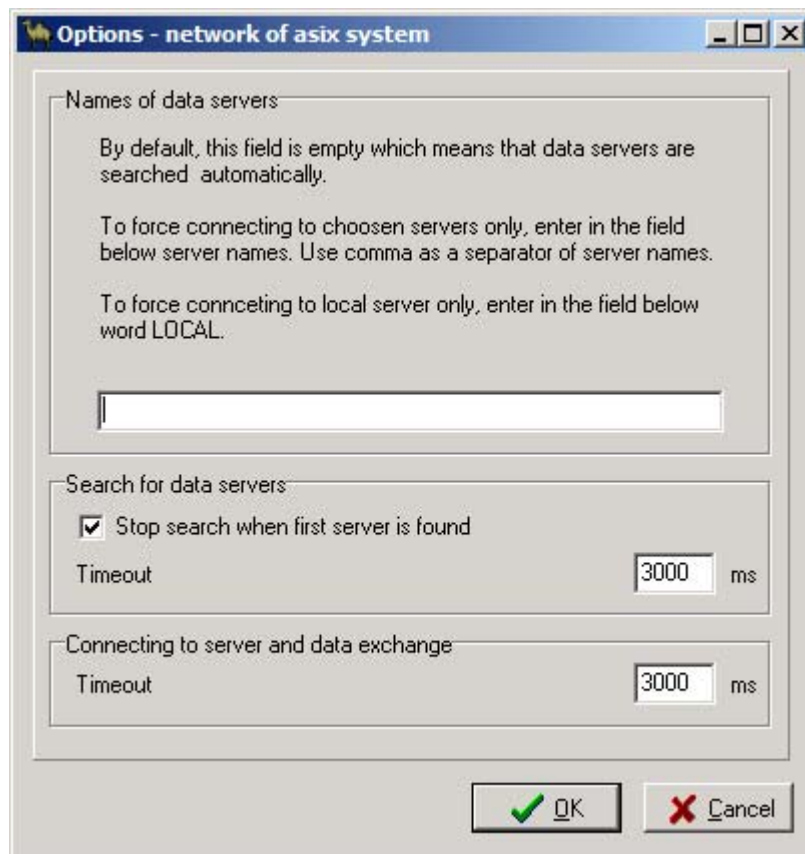 Options - network of asix system
Names of data servers
By default, this field is empty which means that data servers are
searched automatically.
To force connecting to choosen servers only, enter in the field
below server names. Use comma as a separator of server names.
To force connceting to local server only, enter in the field below
word LOCAL.
Search for data servers
Stop search when first server is found
Timeout 3000 ms
Connecting to server and data exchange
Timeout 3000 ms
OK Cancel